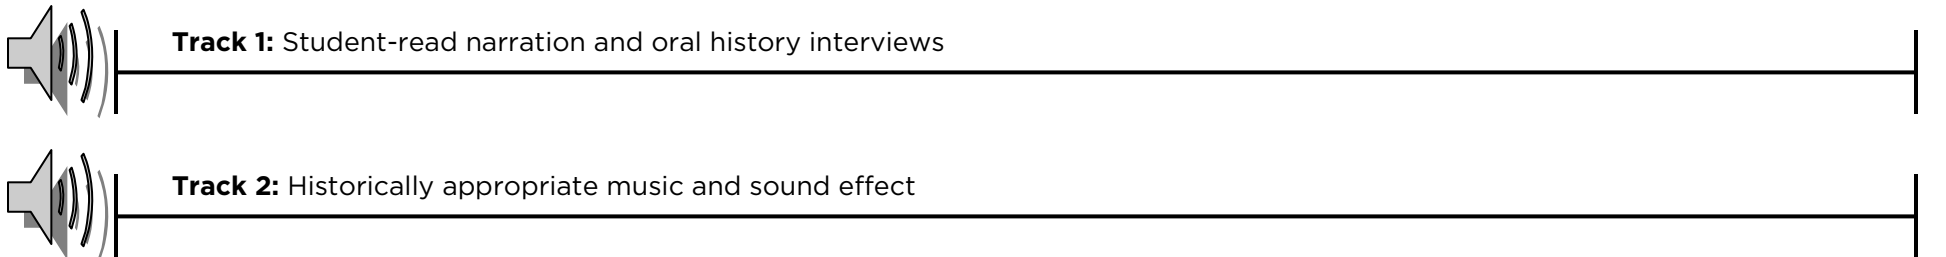 Track 1: Student-read narration and oral history interviews
Track 2: Historically appropriate music and sound effect